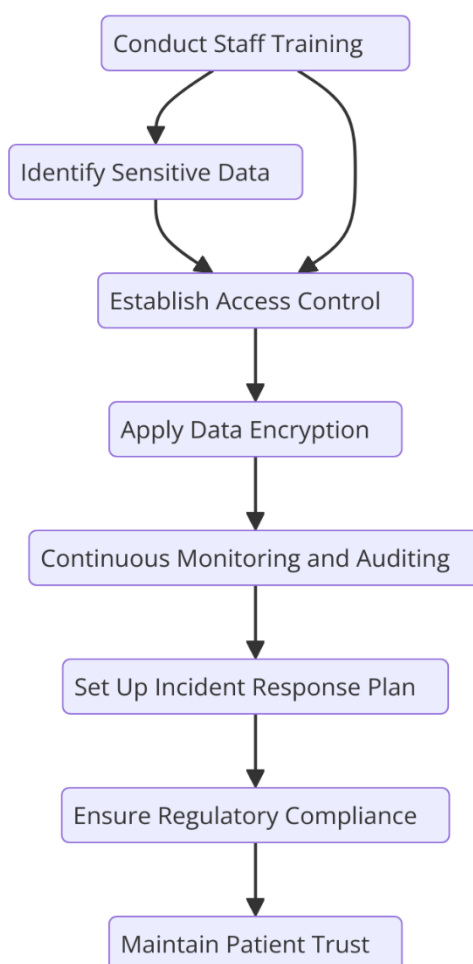 Conduct Staff Training
Identify Sensitive Data
Establish Access Control
Apply Data Encryption
Continuous Monitoring and Auditing
Set Up Incident Response Plan
Ensure Regulatory Compliance
Maintain Patient Trust